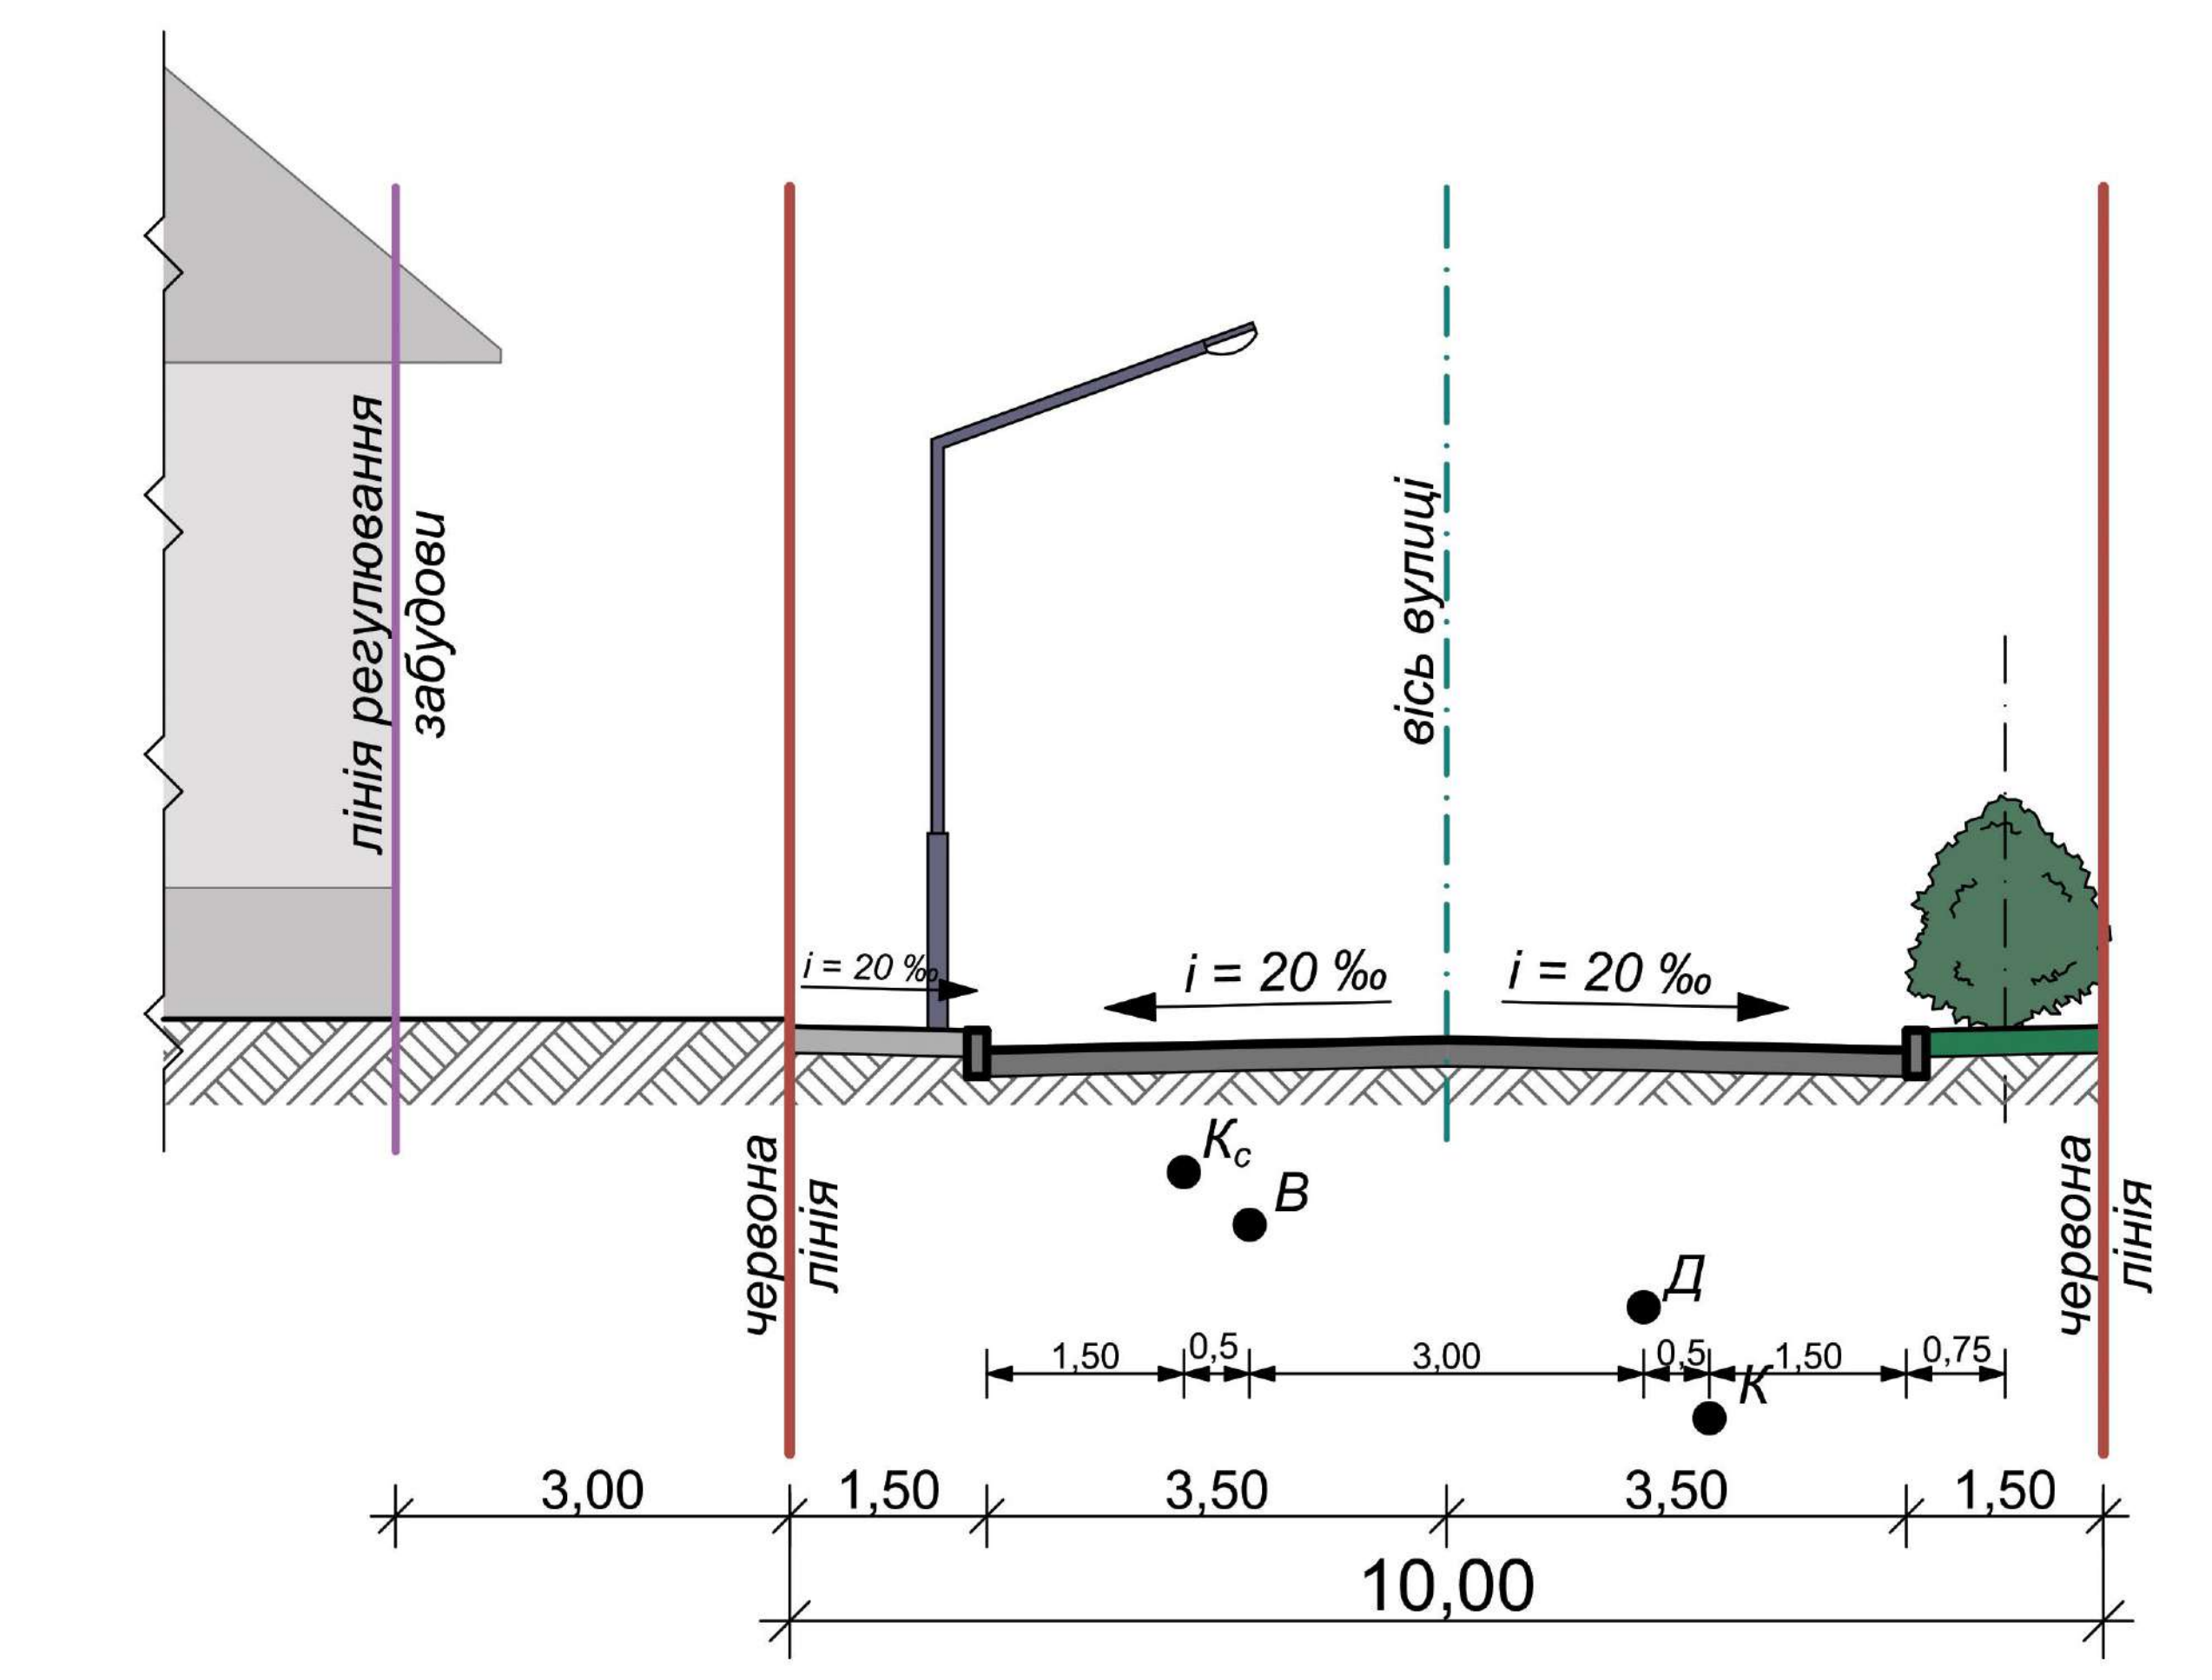 лінія регулювання
забудови
вісь вулиці
i = 20 ‰
i = 20 ‰
i = 20 ‰
червона
лінія
Кс
В
Д
К
червона
лінія
1,50
0,5
3,00
0,5
1,50
0,75
3,00
1,50
3,50
3,50
1,50
10,00